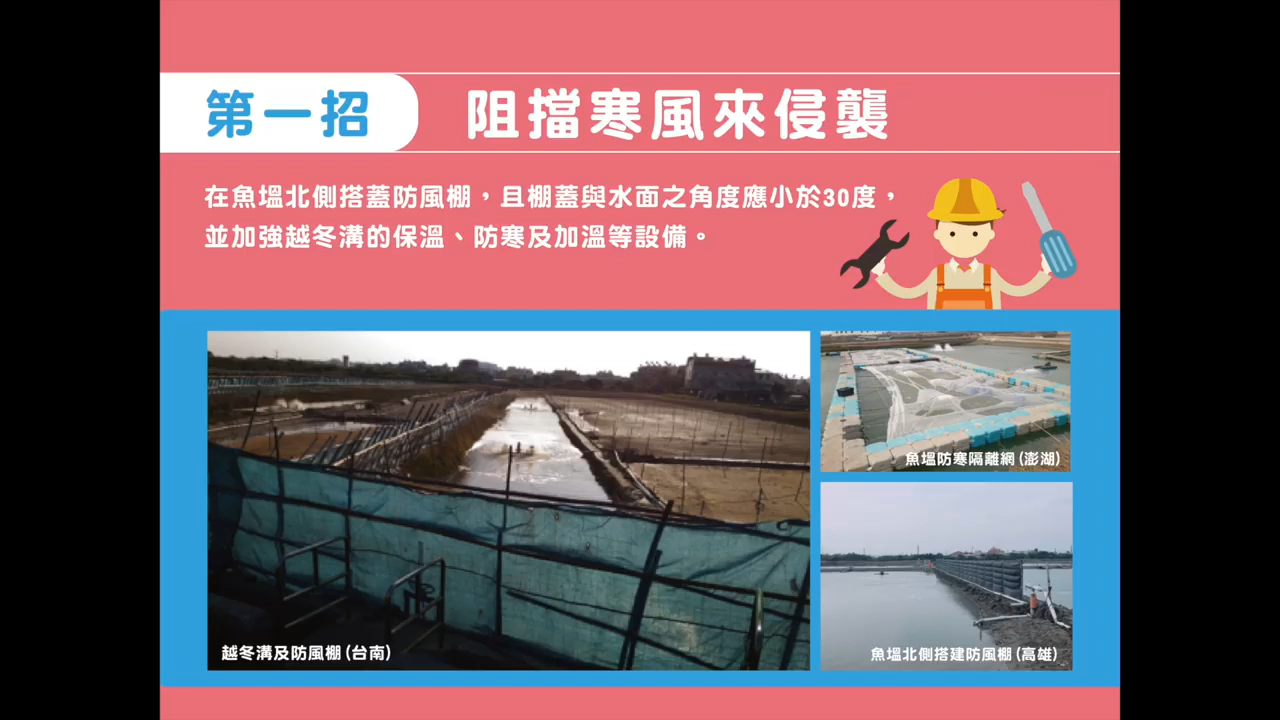 第一招
阻擋寒風來侵襲
在魚塭北側搭蓋防風棚，且棚蓋與水面之角度應小於30度，
並加強越冬溝的保溫、防寒及加溫等設備。
魚塭防寒隔離網(澎湖)
越冬溝及防風棚(台南)
魚塭北側搭建防風棚(高雄)